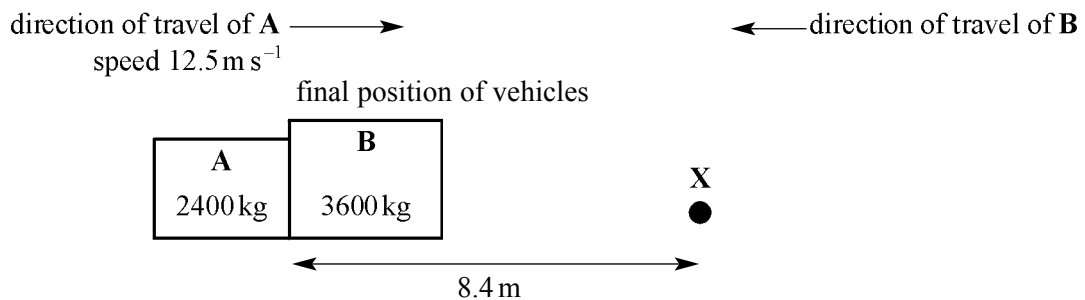 direction of travel of A
direction of travel of B
speed 12.5 m s⁻¹
final position of vehicles
A
B
X
2400 kg
3600 kg
8.4 m